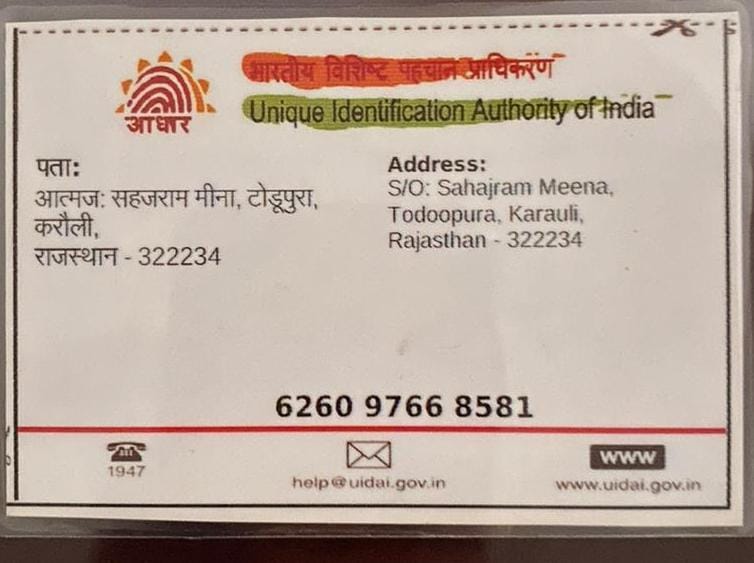 भारतीय विशिष्ट पहचान प्राधिकरण
आधार
Unique Identification Authority of India
पता:
आत्मज: सहजराम मीना, टोडूपुरा,
करौली,
राजस्थान - 322234
Address:
S/O: Sahajram Meena,
Todoopura, Karauli,
Rajasthan - 322234
6260 9766 8581
1947
help@uidai.gov.in
WWW
www.uidai.gov.in